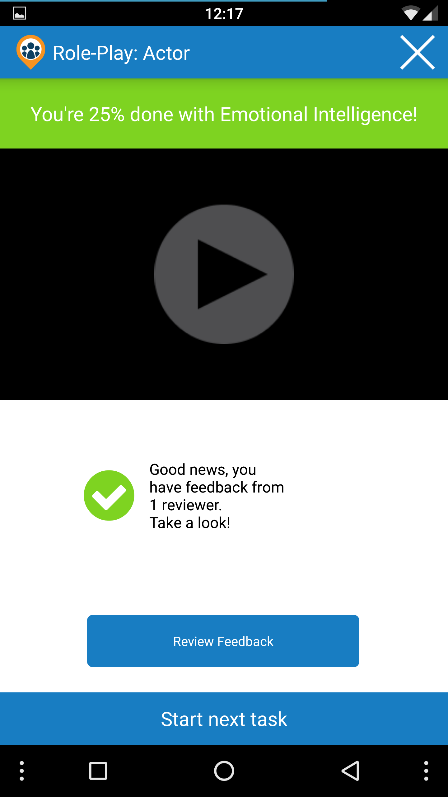 12:17
Role-Play: Actor
You're 25% done with Emotional Intelligence!
Good news, you
have feedback from
1 reviewer.
Take a look!
Review Feedback
Start next task